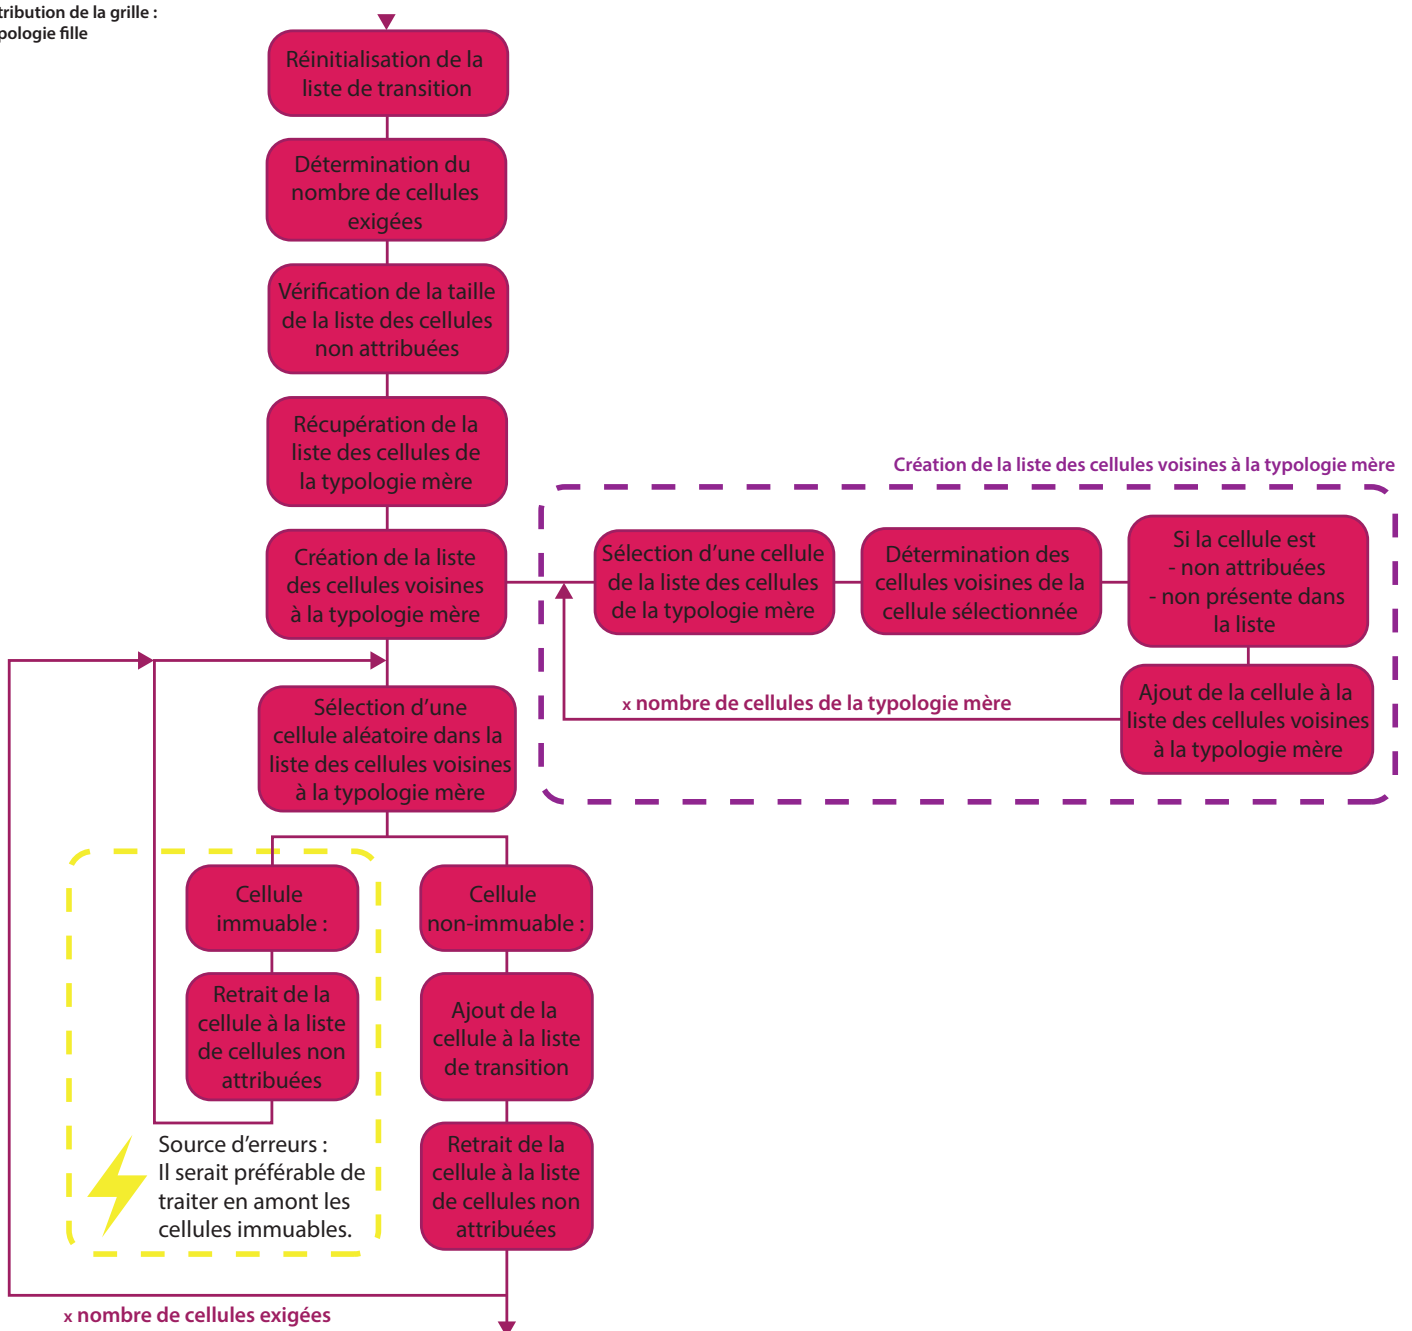 tribution de la grille :
pologie fille
Réinitialisation de la
liste de transition
Détermination du
nombre de cellules
exigées
Vérification de la taille
de la liste des cellules
non attribuées
Récupération de la
liste des cellules de
la typologie mère
Création de la liste
des cellules voisines
à la typologie mère
Création de la liste des cellules voisines à la typologie mère
Sélection d’une cellule
de la liste des cellules
de la typologie mère
Détermination des
cellules voisines de la
cellule sélectionnée
Si la cellule est
- non attribuées
- non présente dans
la liste
Ajout de la cellule à la
liste des cellules voisines
à la typologie mère
x nombre de cellules de la typologie mère
Sélection d’une
cellule aléatoire dans la
liste des cellules voisines
à la typologie mère
Cellule
immuable :
Retrait de la
cellule à la liste
de cellules non
attribuées
Source d’erreurs :
Il serait préférable de
traiter en amont les
cellules immuables.
Cellule
non-immuable :
Ajout de la
cellule à la liste
de transition
Retrait de la
cellule à la liste
de cellules non
attribuées
x nombre de cellules exigées